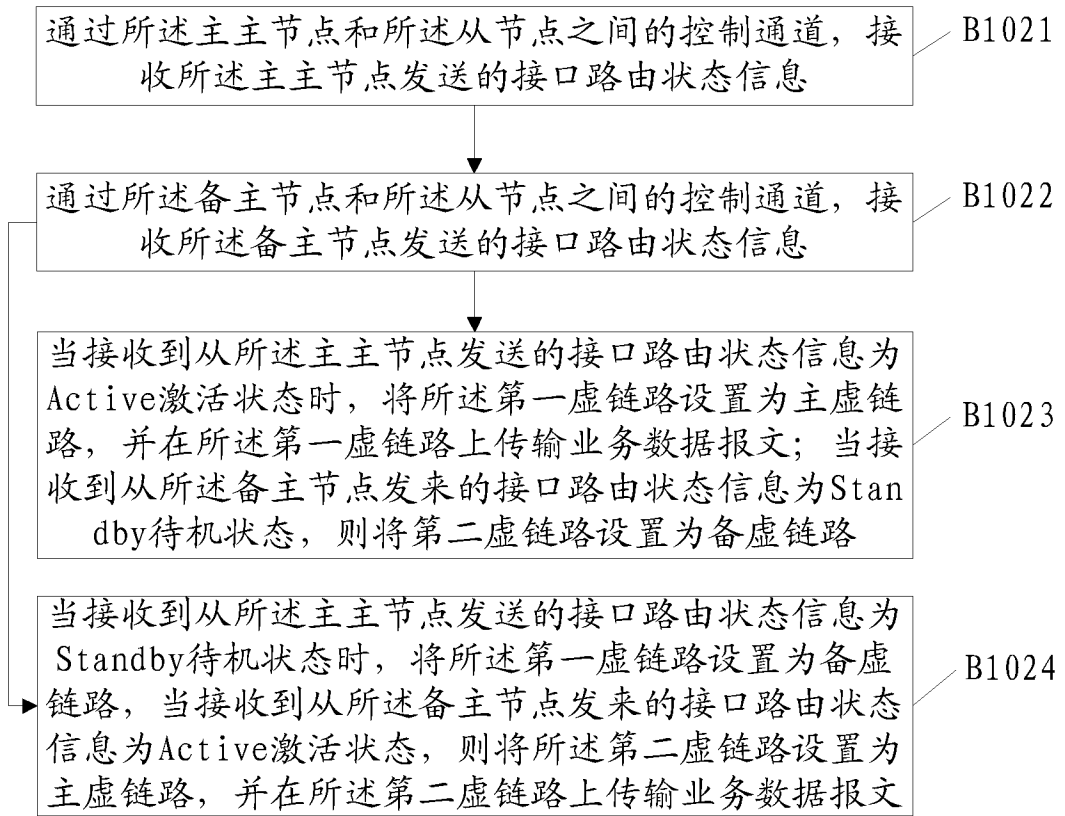 通过所述主主节点和所述从节点之间的控制通道，接
收所述主主节点发送的接口路由状态信息
B1021
通过所述备主节点和所述从节点之间的控制通道，接
收所述备主节点发送的接口路由状态信息
B1022
当接收到从所述主主节点发送的接口路由状态信息为
Active激活状态时，将所述第一虚链路设置为主虚链
路，并在所述第一虚链路上传输业务数据报文；当接
收到从所述备主节点发来的接口路由状态信息为Stan
dby待机状态，则将第二虚链路设置为备虚链路
B1023
当接收到从所述主主节点发送的接口路由状态信息为
Standby待机状态时，将所述第一虚链路设置为备虚
链路，当接收到从所述备主节点发来的接口路由状态
信息为Active激活状态，则将所述第二虚链路设置为
主虚链路，并在所述第二虚链路上传输业务数据报文
B1024